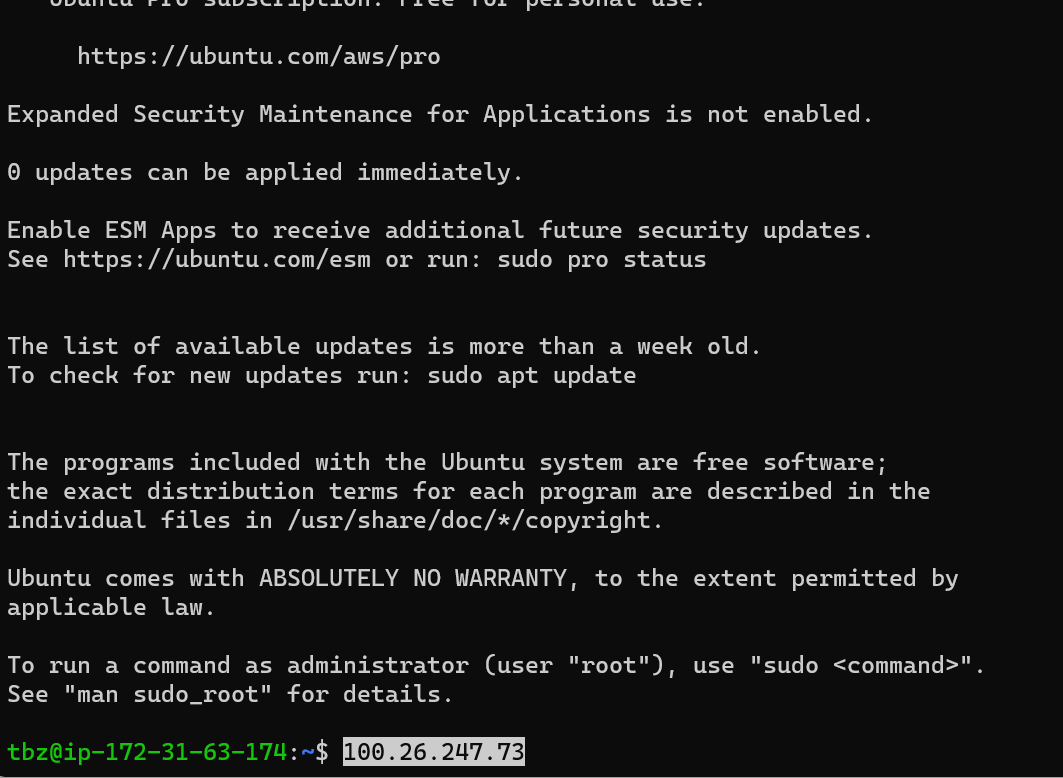 Ubuntu Pro subscription. Free for personal use.
https://ubuntu.com/aws/pro
Expanded Security Maintenance for Applications is not enabled.
0 updates can be applied immediately.
Enable ESM Apps to receive additional future security updates.
See https://ubuntu.com/esm or run: sudo pro status
The list of available updates is more than a week old.
To check for new updates run: sudo apt update
The programs included with the Ubuntu system are free software;
the exact distribution terms for each program are described in the
individual files in /usr/share/doc/*/copyright.
Ubuntu comes with ABSOLUTELY NO WARRANTY, to the extent permitted by
applicable law.
To run a command as administrator (user "root"), use "sudo <command>".
See "man sudo_root" for details.
tbz@ip-172-31-63-174:~$ 100.26.247.73